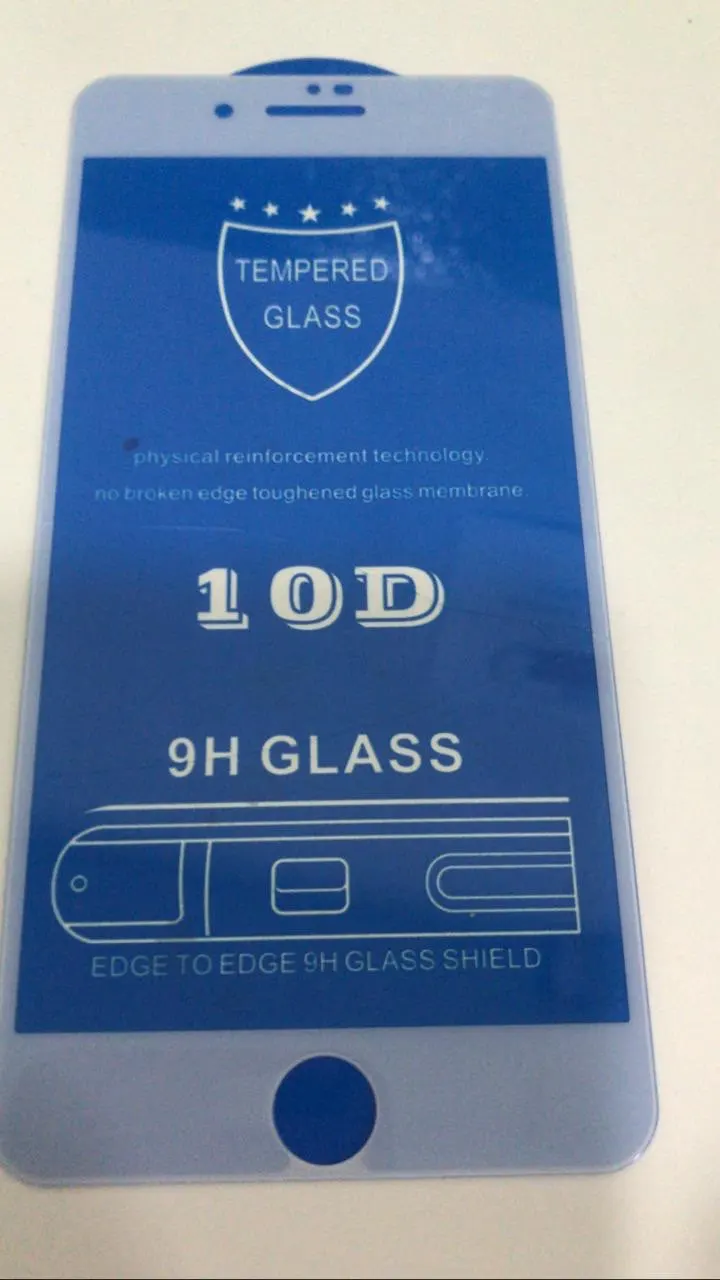 TEMPERED
GLASS
physical reinforcement technology.
no broken edge toughened glass membrane.
10D
9H GLASS
EDGE TO EDGE 9H GLASS SHIELD